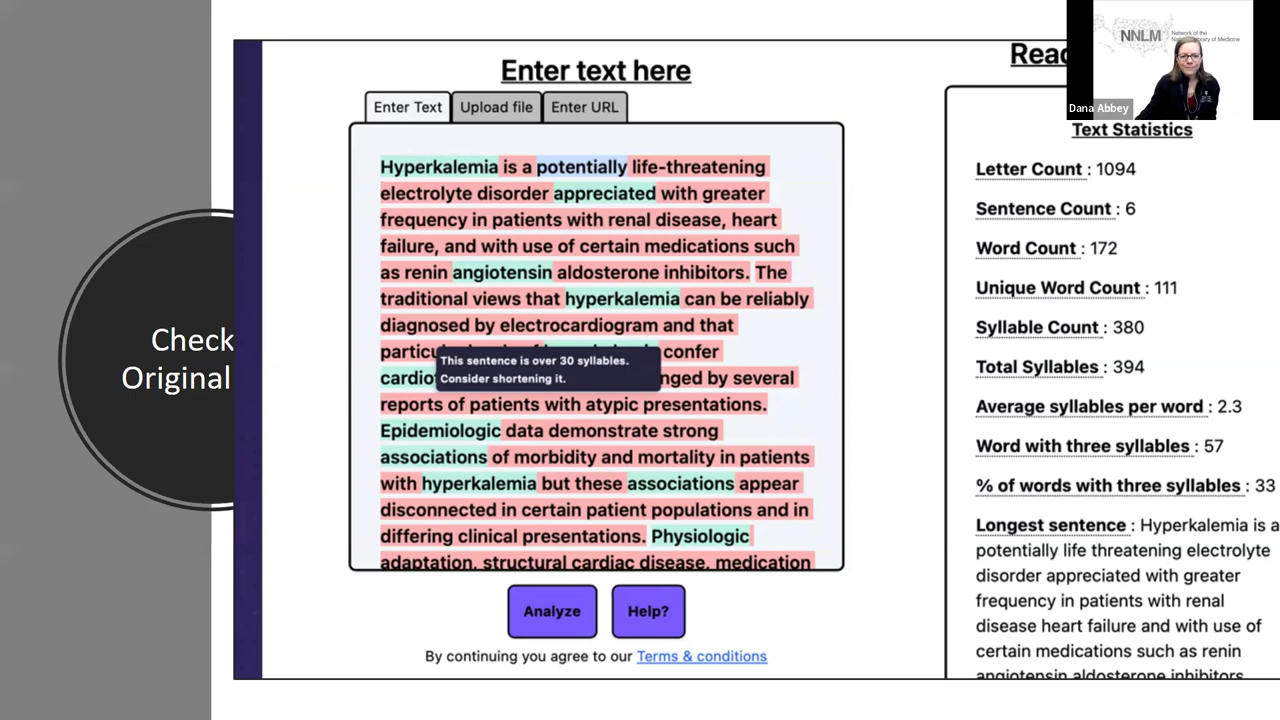 Check
Original
Enter text here
Enter Text
Upload file
Enter URL
Hyperkalemia is a potentially life-threatening
electrolyte disorder appreciated with greater
frequency in patients with renal disease, heart
failure, and with use of certain medications such
as renin angiotensin aldosterone inhibitors. The
traditional views that hyperkalemia can be reliably
diagnosed by electrocardiogram and that
confer
This sentence is over 30 syllables.
Consider shortening it.
nged by several
reports of patients with atypic presentations.
Epidemiologic data demonstrate strong
associations of morbidity and mortality in patients
with hyperkalemia but these associations appear
disconnected in certain patient populations and in
differing clinical presentations. Physiologic
adaptation, structural cardiac disease, medication
Analyze
Help?
By continuing you agree to our Terms & conditions
Text Statistics
Letter Count : 1094
Sentence Count : 6
Word Count : 172
Unique Word Count : 111
Syllable Count : 380
Total Syllables : 394
Average syllables per word : 2.3
Word with three syllables : 57
% of words with three syllables : 33
Longest sentence : Hyperkalemia is a
potentially life threatening electrolyte
disorder appreciated with greater
frequency in patients with renal
disease heart failure and with use of
certain medications such as renin
angiotensin aldosterone inhibitors
NNLM
Network of the
Library of Medicine
Dana Abbey